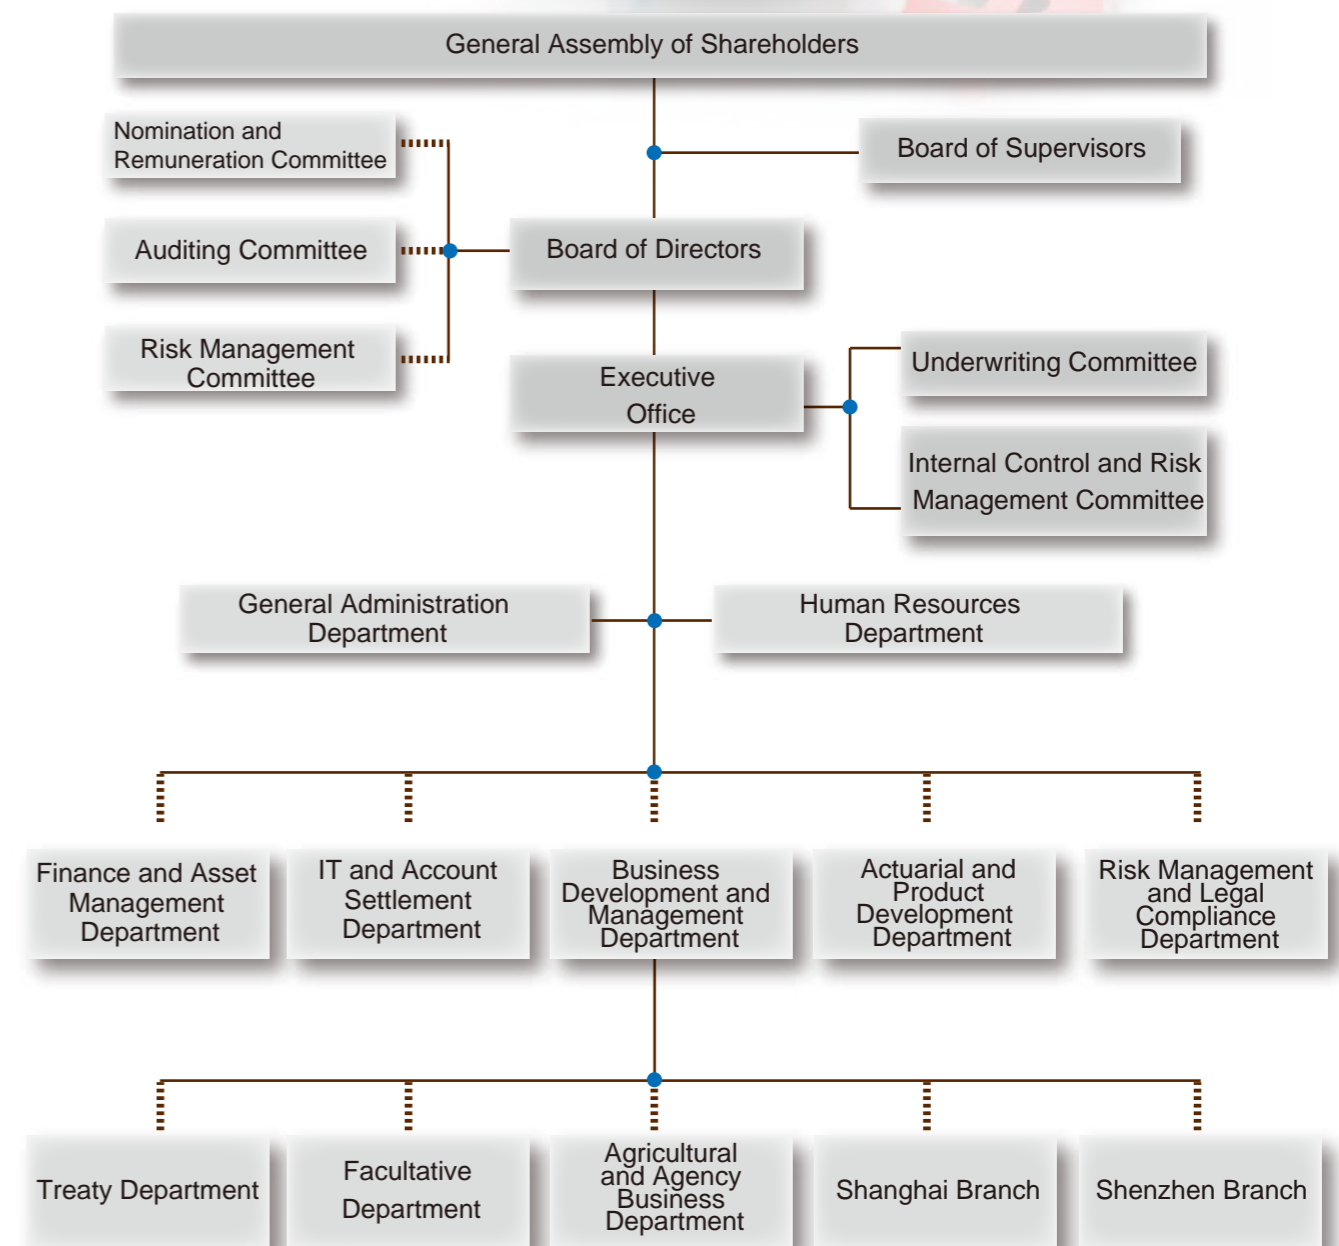 General Assembly of Shareholders
Nomination and
Remuneration Committee
Board of Supervisors
Auditing Committee
Board of Directors
Risk Management
Committee
Executive
Office
Underwriting Committee
Internal Control and Risk
Management Committee
General Administration
Department
Human Resources
Department
Finance and Asset
Management
Department
IT and Account
Settlement
Department
Business
Development and
Management
Department
Actuarial and
Product
Development
Department
Risk Management
and Legal
Compliance
Department
Treaty Department
Facultative
Department
Agricultural
and Agency
Business
Department
Shanghai Branch
Shenzhen Branch